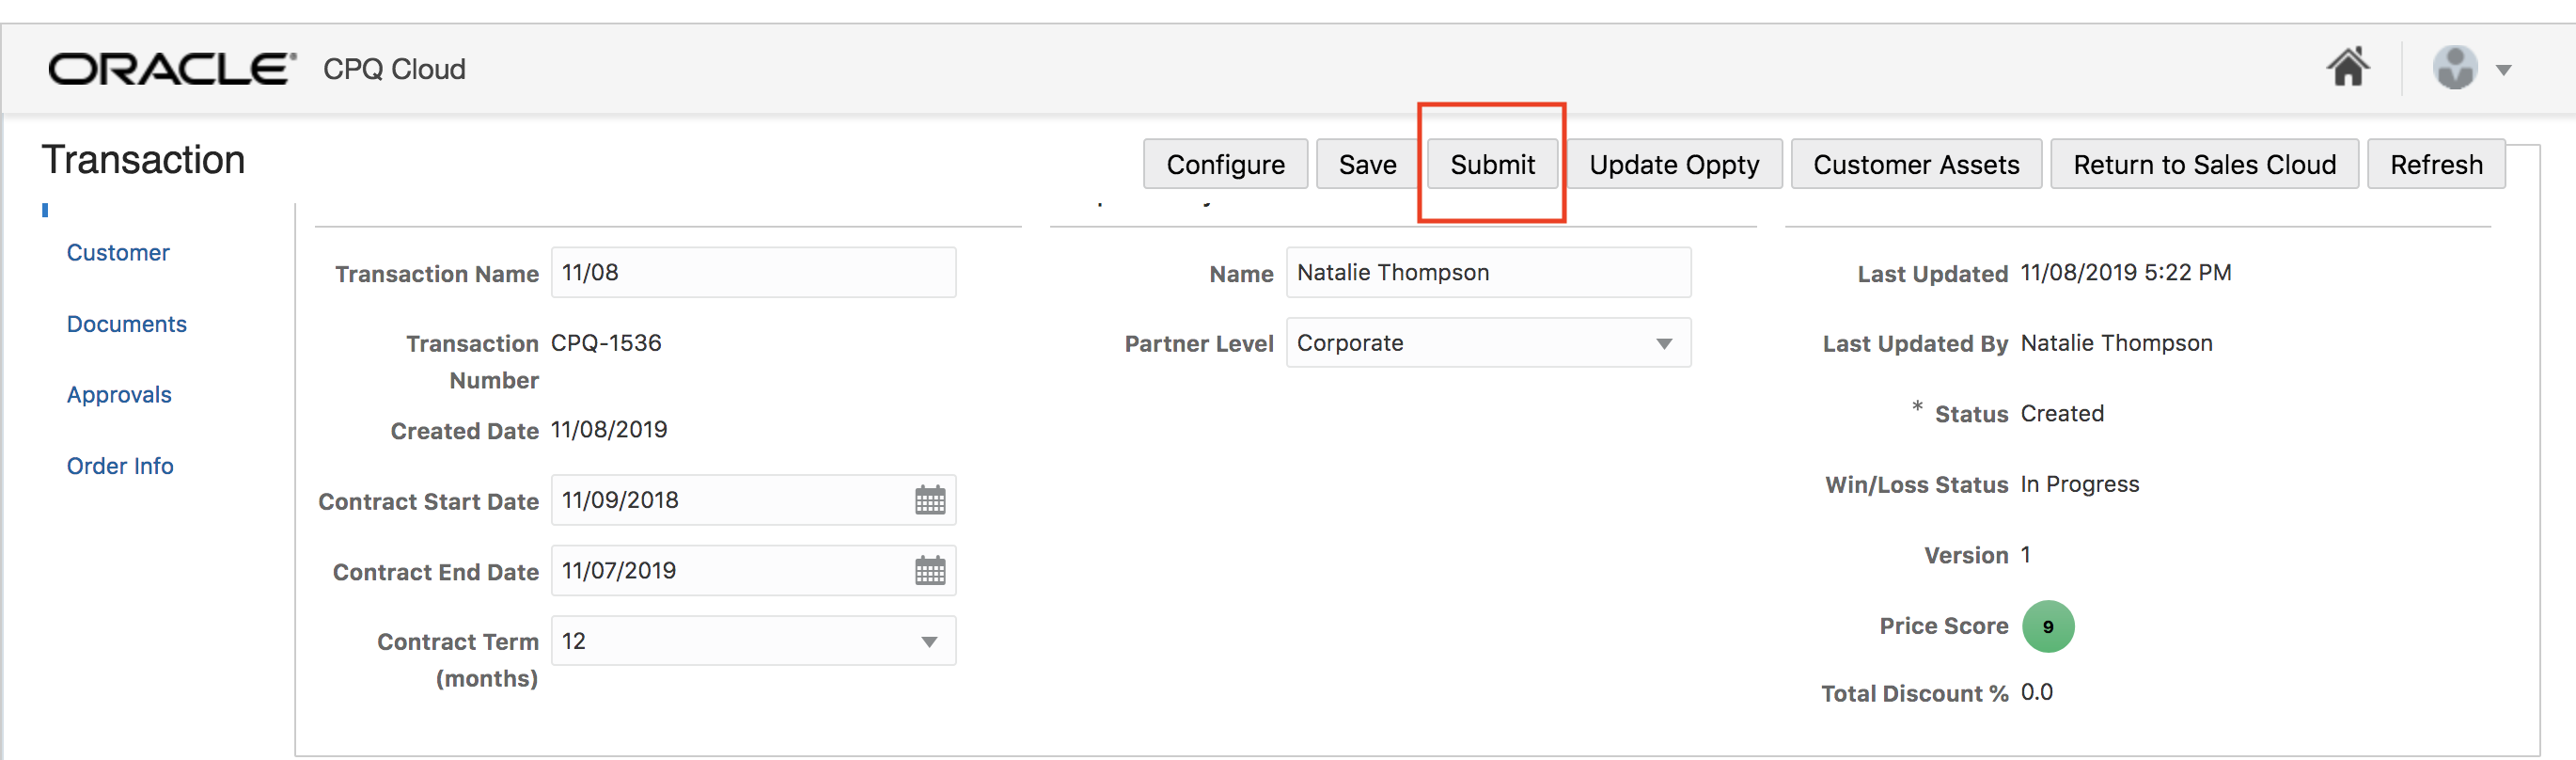 ORACLE CPQ Cloud
Transaction
Configure Save Submit Update Oppty Customer Assets Return to Sales Cloud Refresh
Customer
Documents
Approvals
Order Info
Transaction Name 11/08
Transaction Number CPQ-1536
Created Date 11/08/2019
Contract Start Date 11/09/2018
Contract End Date 11/07/2019
Contract Term (months) 12
Name Natalie Thompson
Partner Level Corporate
Last Updated 11/08/2019 5:22 PM
Last Updated By Natalie Thompson
* Status Created
Win/Loss Status In Progress
Version 1
Price Score 9
Total Discount % 0.0